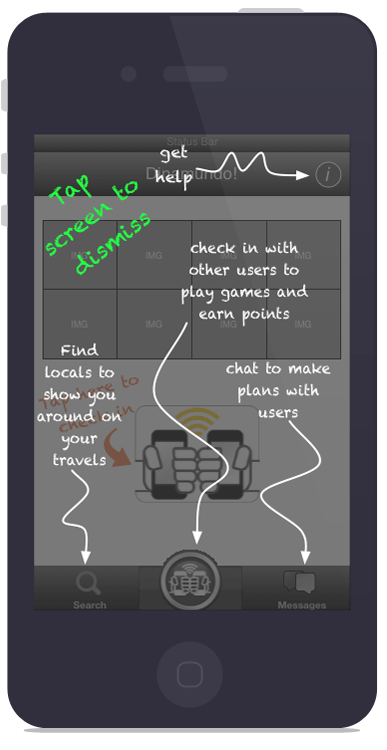 Status Bar
get
help
Dinamundo!
i
Tap
screen to
dismiss
IMG
IMG
check in with
other users to
play games and
earn points
IMG
IMG
IMG
Find
locals to
show you
around on
your
travels
Tap here to
check in
chat to make
plans with
users
Search
Messages